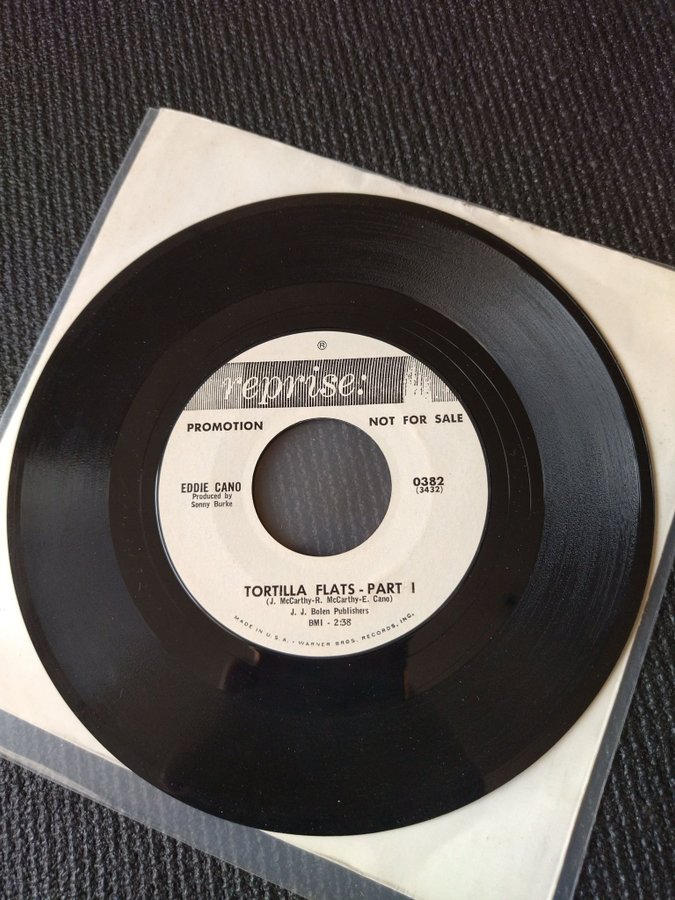 ®
reprise:
PROMOTION NOT FOR SALE
EDDIE CANO
Produced by
Sonny Burke
0382
(3432)
TORTILLA FLATS - PART I
(J. McCarthy-R. McCarthy-E. Cano)
J. J. Bolen Publishers
BMI - 2:38
MADE IN U.S.A. • WARNER BROS. RECORDS, INC.